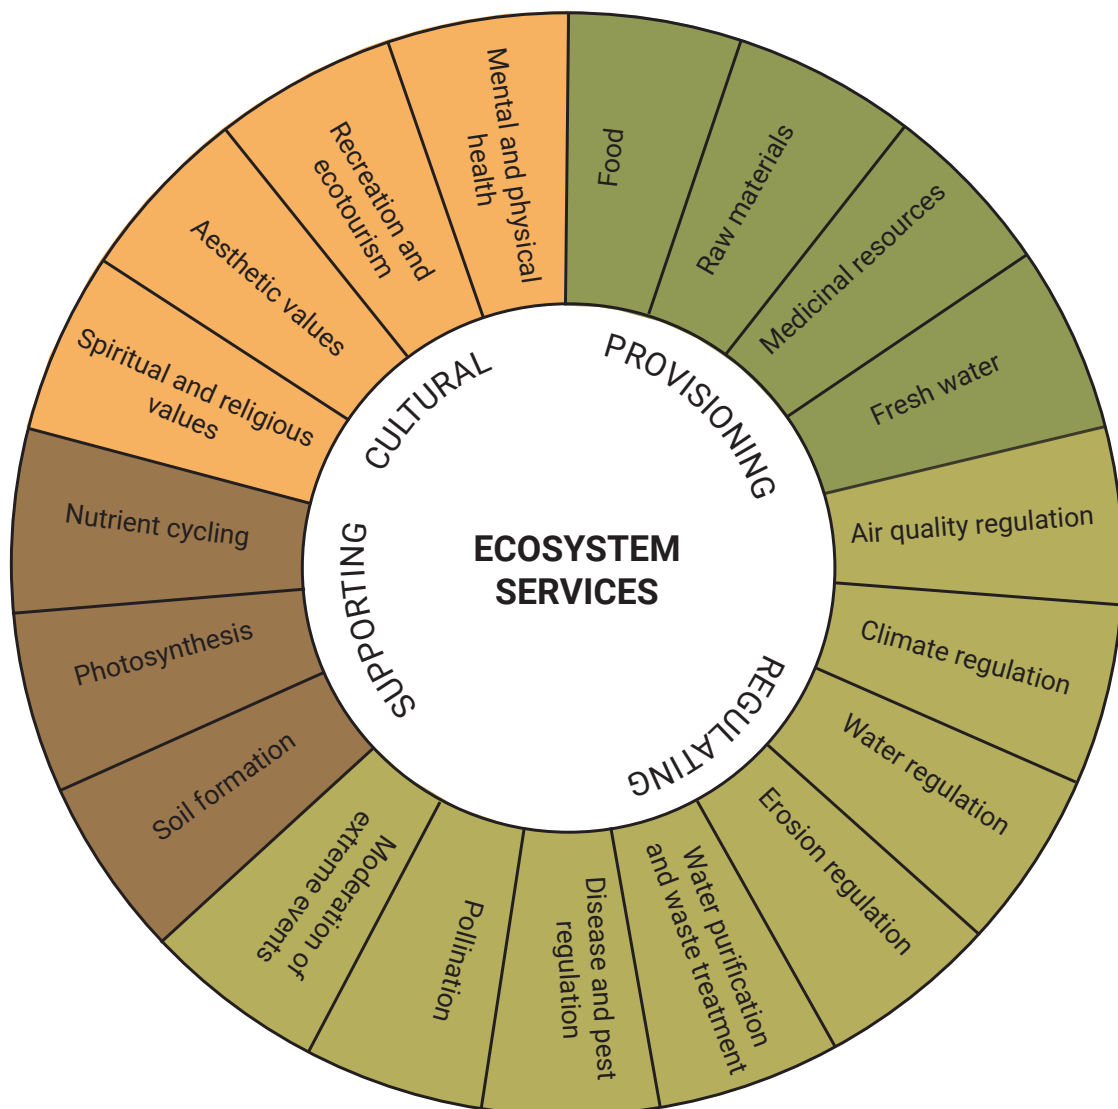 ECOSYSTEM
SERVICES
PROVISIONING
Food
Raw materials
Medicinal resources
Fresh water
REGULATING
Air quality regulation
Climate regulation
Water regulation
Erosion regulation
Water purification
and waste treatment
Disease and pest
regulation
Pollination
Moderation of
extreme events
SUPPORTING
Soil formation
Photosynthesis
Nutrient cycling
CULTURAL
Spiritual and religious
values
Aesthetic values
Recreation and
ecotourism
Mental and physical
health